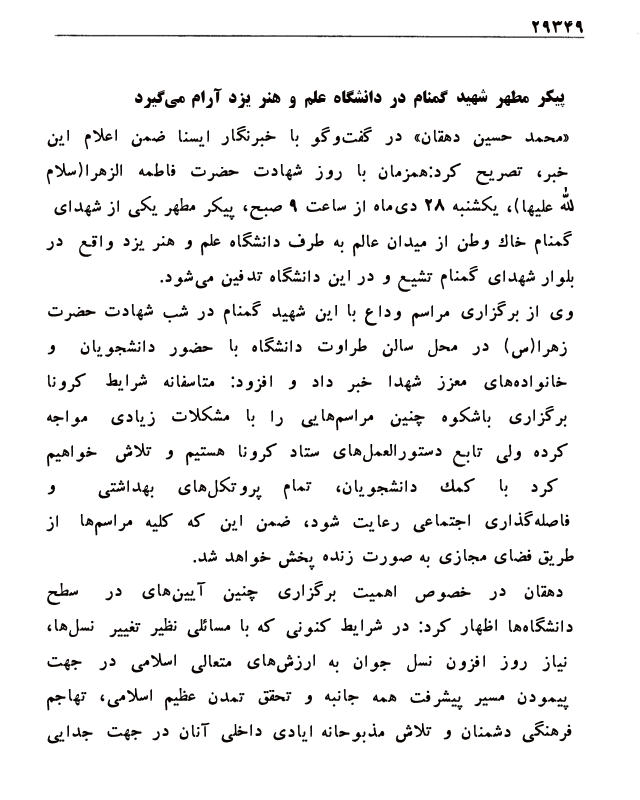 ۲۹۳۴۹
پیکر مطهر شهید گمنام در دانشگاه علم و هنر یزد آرام می‌گیرد
«محمد حسین دهقان» در گفت‌وگو با خبرنگار ایسنا ضمن اعلام این
خبر، تصریح کرد:همزمان با روز شهادت حضرت فاطمه الزهرا(سلام
لله علیها)، یکشنبه ۲۸ دی‌ماه از ساعت ۹ صبح، پیکر مطهر یکی از شهدای
گمنام خاك وطن از میدان عالم به طرف دانشگاه علم و هنر یزد واقع در
بلوار شهدای گمنام تشیع و در این دانشگاه تدفین می‌شود.
وی از برگزاری مراسم وداع با این شهید گمنام در شب شهادت حضرت
زهرا(س) در محل سالن طراوت دانشگاه با حضور دانشجویان و
خانواده‌های معزز شهدا خبر داد و افزود: متاسفانه شرایط کرونا
برگزاری باشکوه چنین مراسم‌هایی را با مشکلات زیادی مواجه
کرده ولی تابع دستورالعمل‌های ستاد کرونا هستیم و تلاش خواهیم
کرد با کمك دانشجویان، تمام پروتکل‌های بهداشتی و
فاصله‌گذاری اجتماعی رعایت شود، ضمن این که کلیه مراسم‌ها از
طریق فضای مجازی به صورت زنده پخش خواهد شد.
دهقان در خصوص اهمیت برگزاری چنین آیین‌های در سطح
دانشگاه‌ها اظهار کرد: در شرایط کنونی که با مسائلی نظیر تغییر نسل‌ها،
نیاز روز افزون نسل جوان به ارزش‌های متعالی اسلامی در جهت
پیمودن مسیر پیشرفت همه جانبه و تحقق تمدن عظیم اسلامی، تهاجم
فرهنگی دشمنان و تلاش مذبوحانه ایادی داخلی آنان در جهت جدایی